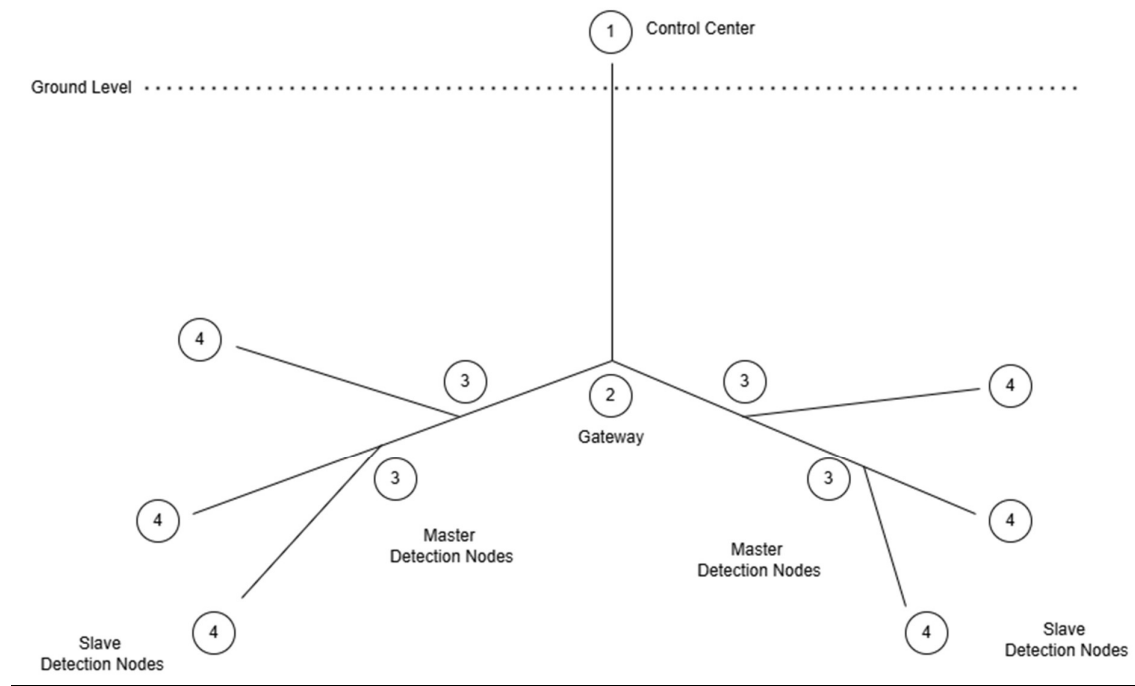 1
Control Center
Ground Level
4
3
3
4
2
Gateway
3
3
4
4
Master
Detection Nodes
Master
Detection Nodes
4
4
Slave
Detection Nodes
Slave
Detection Nodes